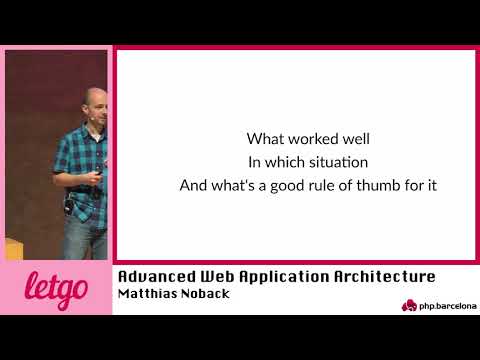 What worked well
In which situation
And what's a good rule of thumb for it
letgo
Advanced Web Application Architecture
Matthias Noback
php.barcelona